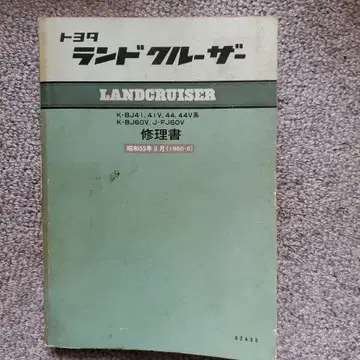 トヨタ
ランドクルーザー
LANDCRUISER
K-BJ41, 41V, 44, 44V系
K-BJ60V, J-FJ60V
修理書
昭和55年8月(1980-8)
62438